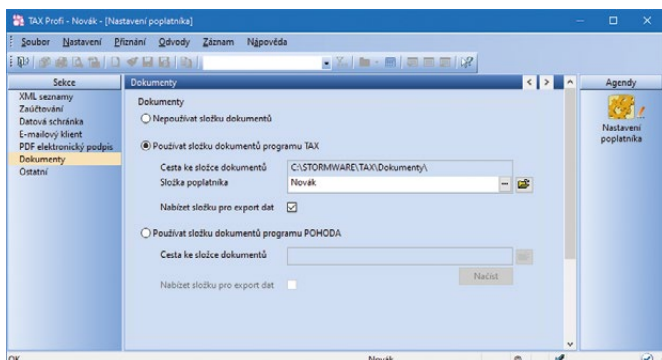 TAX Profi - Novák - [Nastavení poplatníka]
Soubor Nastavení Přiznání Odvody Záznam Nápověda
Sekce
Dokumenty
Agendy
XML seznamy
Zaúčtování
Datová schránka
E-mailový klient
PDF elektronický podpis
Dokumenty
Ostatní
Dokumenty
Nepoužívat složku dokumentů
Používat složku dokumentů programu TAX
Cesta ke složce dokumentů C:\STORMWARE\TAX\Dokumenty\
Složka poplatníka Novák
Nabízet složku pro export dat
Používat složku dokumentů programu POHODA
Cesta ke složce dokumentů
Načíst
Nabízet složku pro export dat
Nastavení
poplatníka
OK Novák